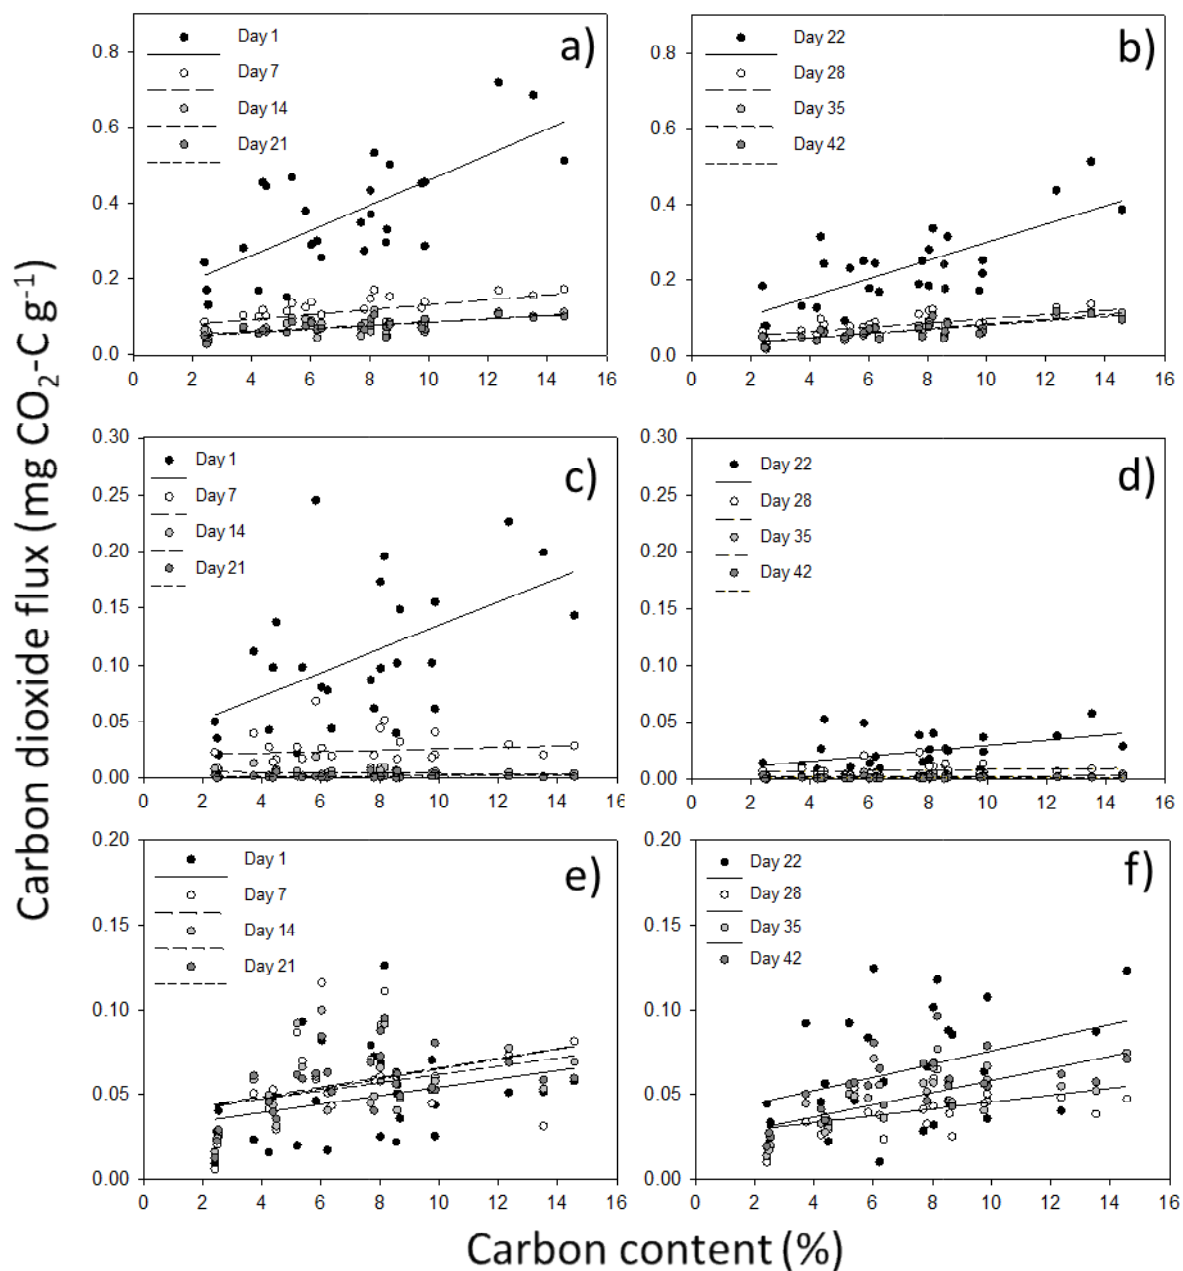 Carbon dioxide flux (mg CO₂-C g⁻¹)
a)
Day 1
Day 7
Day 14
Day 21
0.8
0.6
0.4
0.2
0.0
0 2 4 6 8 10 12 14 16
b)
Day 22
Day 28
Day 35
Day 42
0.8
0.6
0.4
0.2
0.0
0 2 4 6 8 10 12 14 16
c)
Day 1
Day 7
Day 14
Day 21
0.30
0.25
0.20
0.15
0.10
0.05
0.00
0 2 4 6 8 10 12 14 16
d)
Day 22
Day 28
Day 35
Day 42
0.30
0.25
0.20
0.15
0.10
0.05
0.00
0 2 4 6 8 10 12 14 16
e)
Day 1
Day 7
Day 14
Day 21
0.20
0.15
0.10
0.05
0.00
0 2 4 6 8 10 12 14 16
f)
Day 22
Day 28
Day 35
Day 42
0.20
0.15
0.10
0.05
0.00
0 2 4 6 8 10 12 14 16
Carbon content (%)